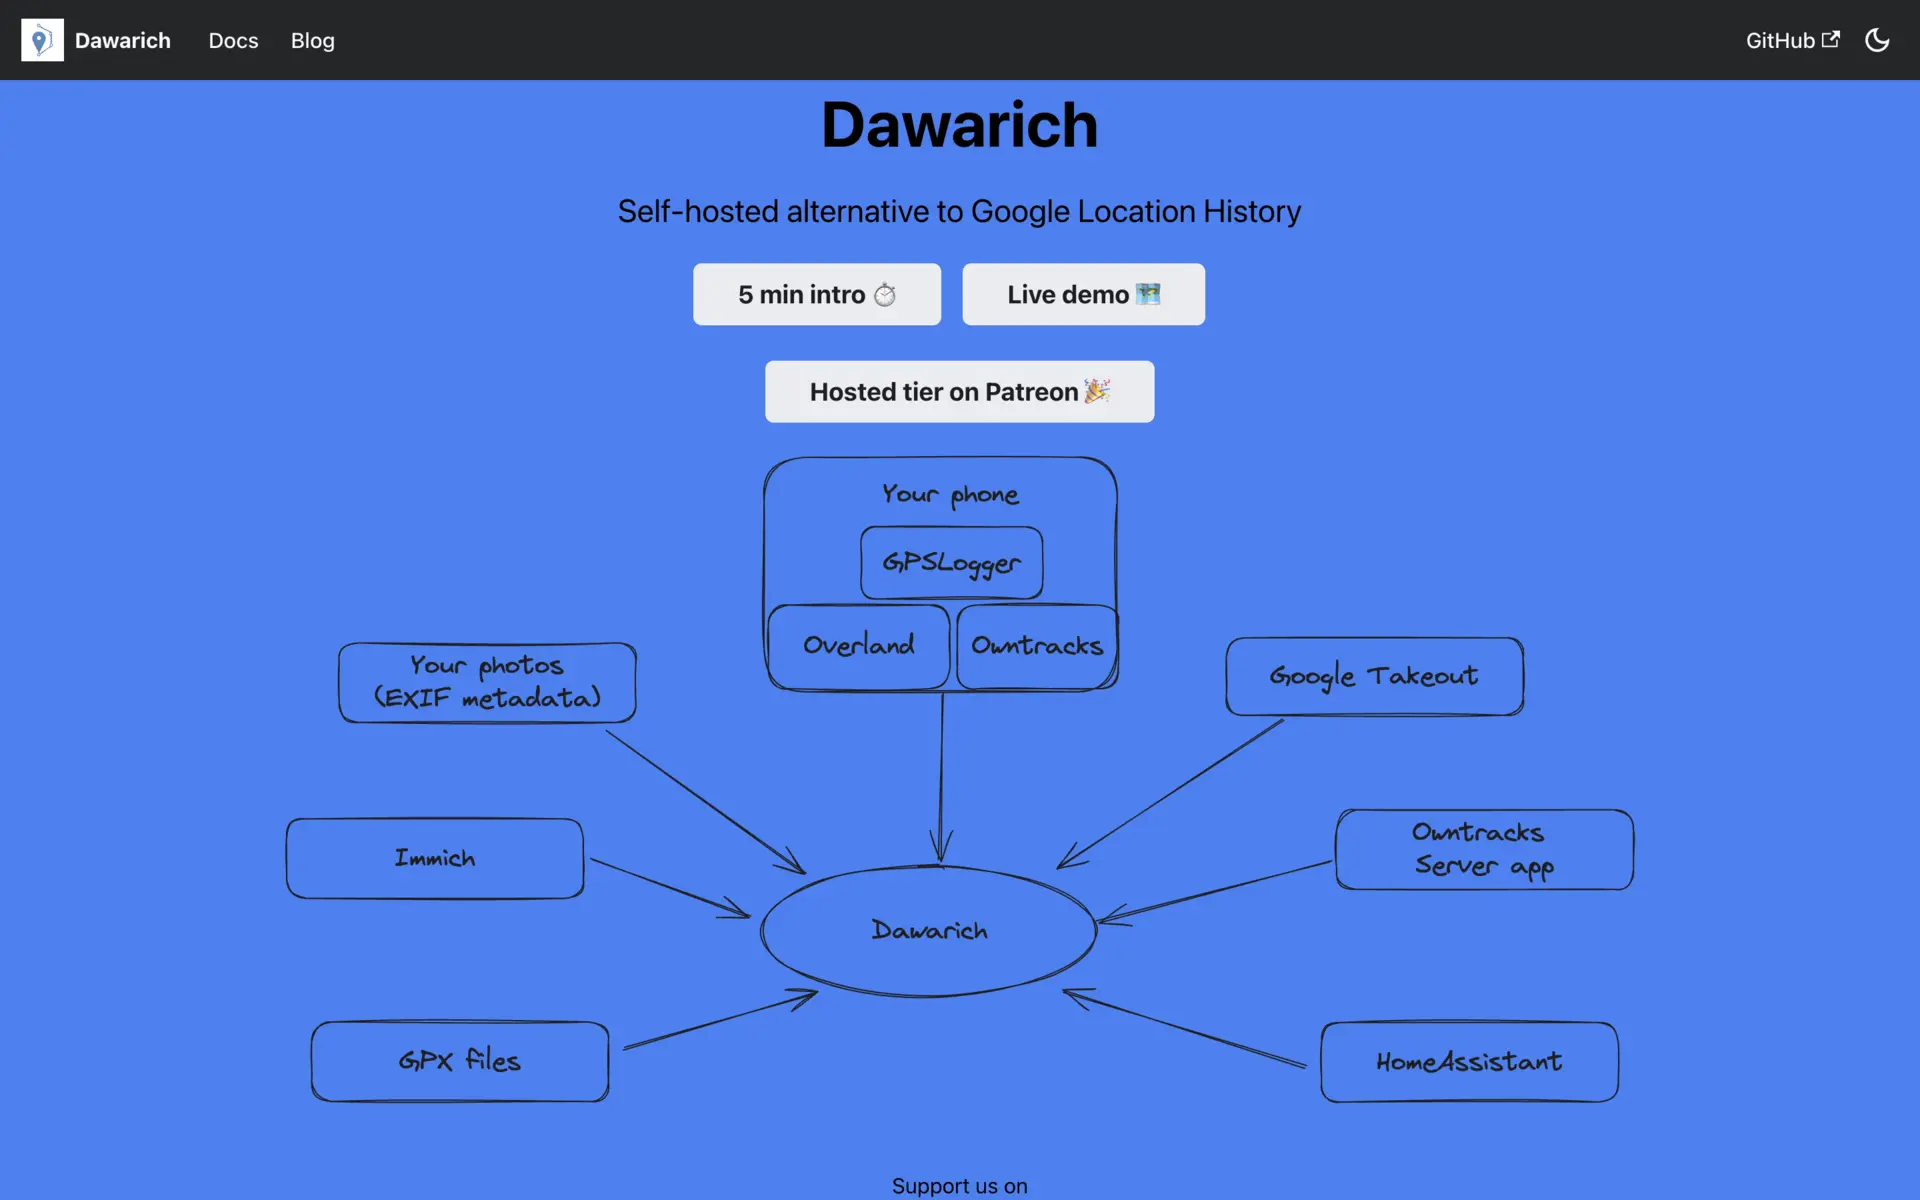 Dawarich Docs Blog GitHub
Dawarich
Self-hosted alternative to Google Location History
5 min intro Live demo
Hosted tier on Patreon
Your phone
GPSLogger
Overland Owntracks
Your photos
(EXIF metadata)
Google Takeout
Immich
Owntracks
Server app
Dawarich
GPX files
HomeAssistant
Support us on